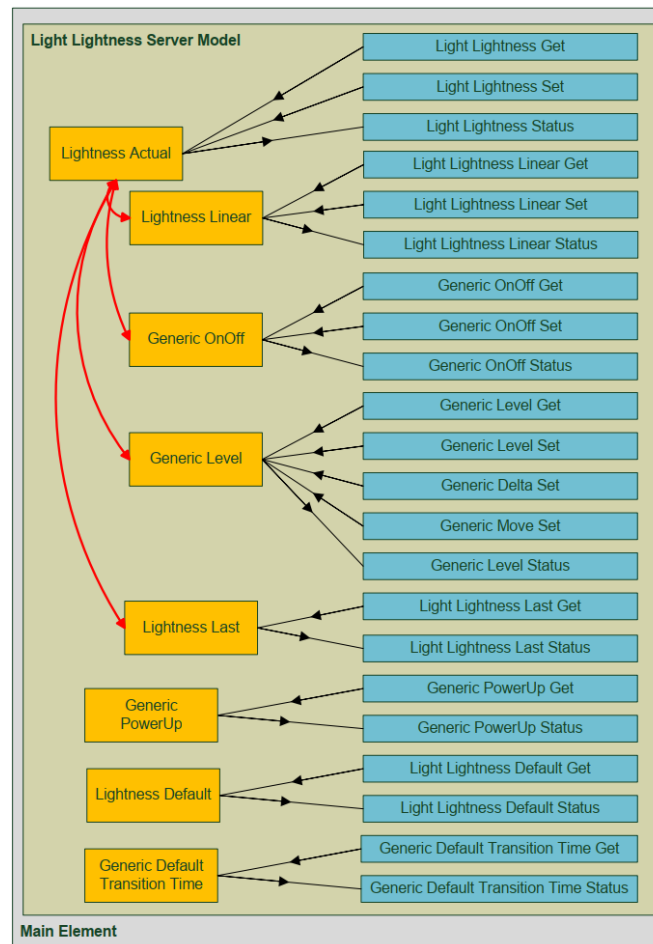 Light Lightness Server Model
Light Lightness Get
Light Lightness Set
Light Lightness Status
Lightness Actual
Light Lightness Linear Get
Light Lightness Linear Set
Light Lightness Linear Status
Lightness Linear
Generic OnOff Get
Generic OnOff Set
Generic OnOff Status
Generic OnOff
Generic Level Get
Generic Level Set
Generic Delta Set
Generic Move Set
Generic Level Status
Generic Level
Light Lightness Last Get
Light Lightness Last Status
Lightness Last
Generic PowerUp Get
Generic PowerUp Status
Generic
PowerUp
Light Lightness Default Get
Light Lightness Default Status
Lightness Default
Generic Default Transition Time Get
Generic Default Transition Time Status
Generic Default
Transition Time
Main Element